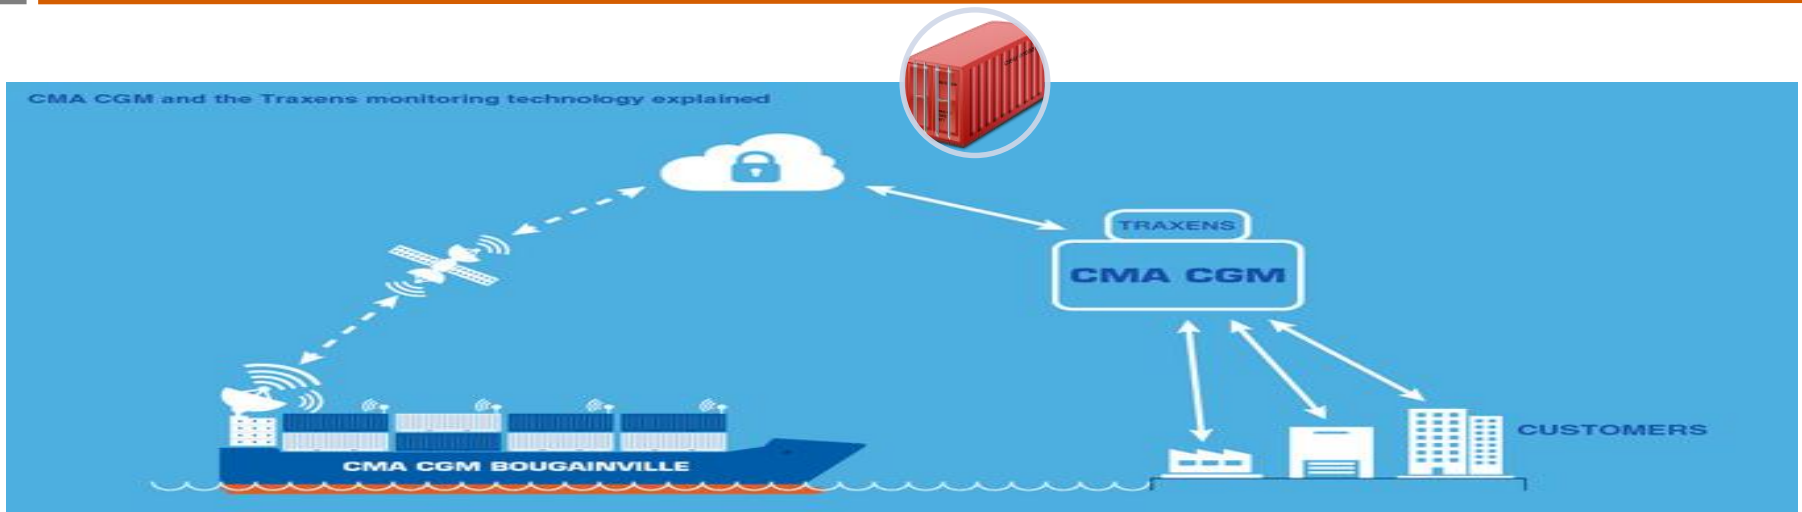 CMA CGM and the Traxens monitoring technology explained
TRAXENS
CMA CGM
CUSTOMERS
CMA CGM BOUGAINVILLE